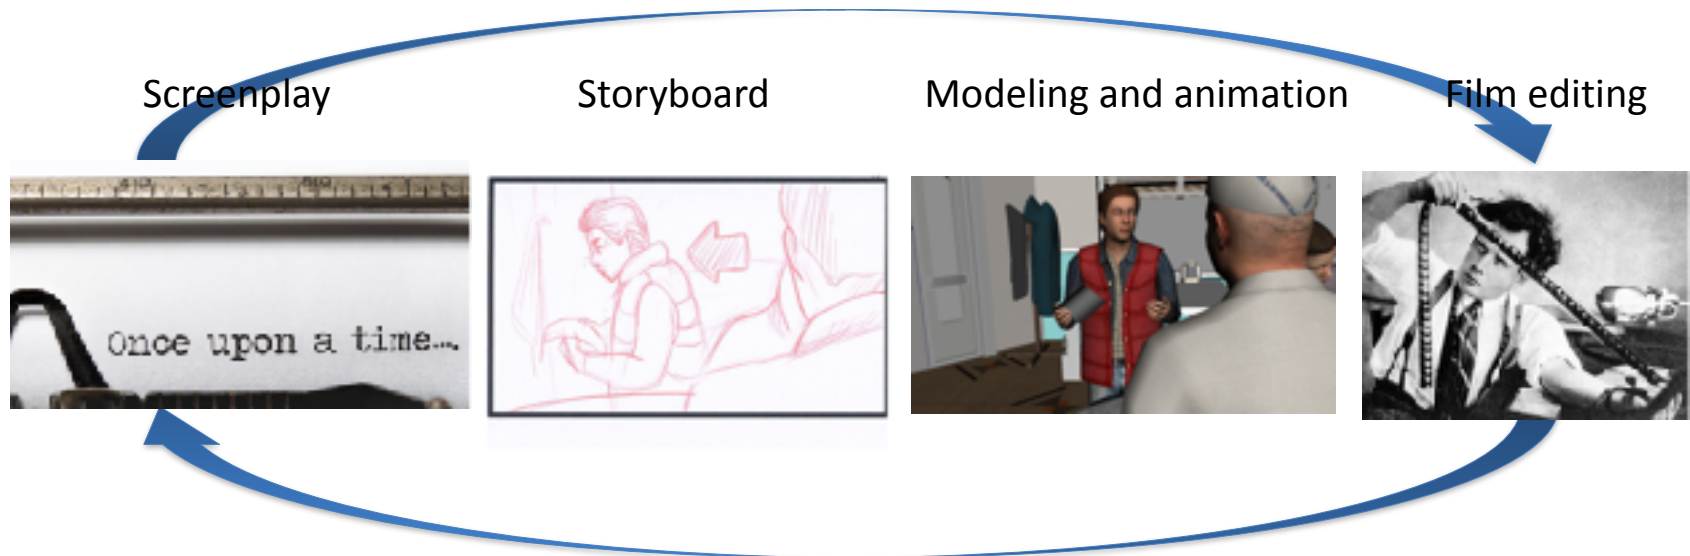 Screenplay
Storyboard
Modeling and animation
Film editing
Once upon a time....